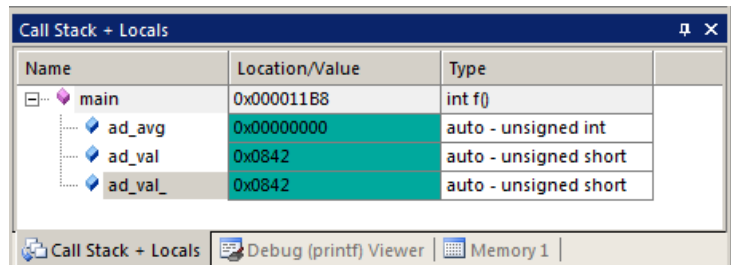 Call Stack + Locals
Name Location/Value Type
main 0x000011B8 int f()
ad_avg 0x00000000 auto - unsigned int
ad_val 0x0842 auto - unsigned short
ad_val_ 0x0842 auto - unsigned short
Call Stack + Locals Debug (printf) Viewer Memory 1